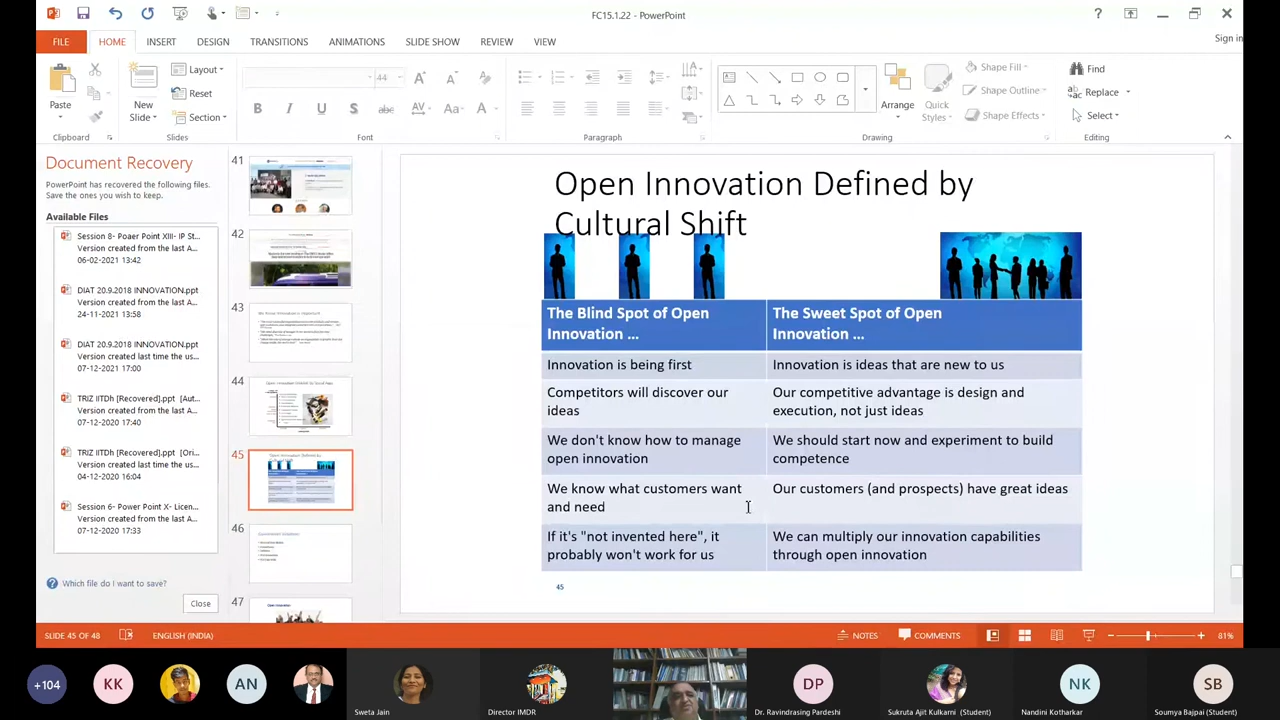 FC15.1.22 - PowerPoint
?
Sign in
FILE
HOME
INSERT
DESIGN
TRANSITIONS
ANIMATIONS
SLIDE SHOW
REVIEW
VIEW
Paste
New
Slide
Layout
Reset
Section
44
Find
Replace
Select
Arrange
Quick
Styles
Shape Fill
Shape Outline
Shape Effects
Clipboard
Slides
Font
Paragraph
Drawing
Editing
Document Recovery
PowerPoint has recovered the following files.
Save the ones you wish to keep.
Available Files
Session 8- Poaer Point XIII- IP St...
Version created from the last A...
06-02-2021 13:42
DIAT 20.9.2018 INNOVATION.ppt
Version created from the last A...
24-11-2021 13:58
DIAT 20.9.2018 INNOVATION.ppt
Version created last time the us...
07-12-2020 17:00
TRIZ IITDh [Recovered].ppt [Aut...
Version created from the last A...
07-12-2020 17:40
TRIZ IITDh [Recovered].ppt [Ori...
Version created from the last A...
04-12-2020 16:04
Session 6- Power Point X- Licen...
Version created from the last A...
07-12-2020 17:33
Which file do I want to save?
Close
41
42
43
44
45
46
47
Open Innovation Defined by
Cultural Shift
The Blind Spot of Open
Innovation ...
The Sweet Spot of Open
Innovation ...
Innovation is being first
Innovation is ideas that are new to us
Competitors will discover our
ideas
Our competitive advantage is design and
execution, not just ideas
We don't know how to manage
open innovation
We should start now and experiment to build
competence
We know what customers want
and need
Our customers (and prospects) have great ideas
If it's "not invented here", it
probably won't work for us
We can multiply our innovation capabilities
through open innovation
45
SLIDE 45 OF 48
ENGLISH (INDIA)
NOTES
COMMENTS
81%
+104
KK
AN
Sweta Jain
Director IMDR
DP
Dr. Ravindrasing Pardeshi
Sukruta Ajit Kulkarni (Student)
NK
Nandini Kotharkar
SB
Soumya Bajpai (Student)